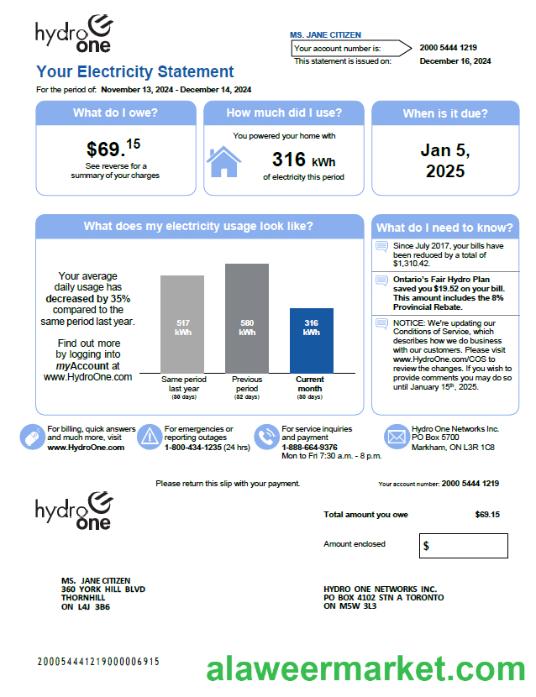 hydro
one
MS. JANE CITIZEN
Your account number is: 2000 5444 1219
This statement is issued on: December 16, 2024
Your Electricity Statement
For the period of: November 13, 2024 - December 14, 2024
What do I owe?
$69.15
See reverse for a
summary of your charges
How much did I use?
You powered your home with
316 kWh
of electricity this period
When is it due?
Jan 5,
2025
What does my electricity usage look like?
Your average
daily usage has
decreased by 35%
compared to the
same period last year.
Find out more
by logging into
myAccount at
www.HydroOne.com
517
kWh
580
kWh
316
kWh
Same period
last year
(30 days)
Previous
period
(32 days)
Current
month
(30 days)
What do I need to know?
Since July 2017, your bills have
been reduced by a total of
$1,310.42.
Ontario's Fair Hydro Plan
saved you $19.52 on your bill.
This amount includes the 8%
Provincial Rebate.
NOTICE: We're updating our
Conditions of Service, which
describes how we do business
with our customers. Please visit
www.HydroOne.com/COS to
review the changes. If you wish to
provide comments you may do so
until January 15th, 2025.
For billing, quick answers
and much more, visit
www.HydroOne.com
For emergencies or
reporting outages
1-800-434-1235 (24 hrs)
For service inquiries
and payment
1-888-664-9376
Mon to Fri 7:30 a.m. - 8 p.m.
Hydro One Networks Inc.
PO Box 5700
Markham, ON L3R 1C8
Please return this slip with your payment.
Your account number: 2000 5444 1219
hydro
one
Total amount you owe $69.15
Amount enclosed $
MS. JANE CITIZEN
360 YORK HILL BLVD
THORNHILL
ON L4J 3B6
HYDRO ONE NETWORKS INC.
PO BOX 4102 STN A TORONTO
ON M5W 3L3
200054441219000006915
alaweermarket.com